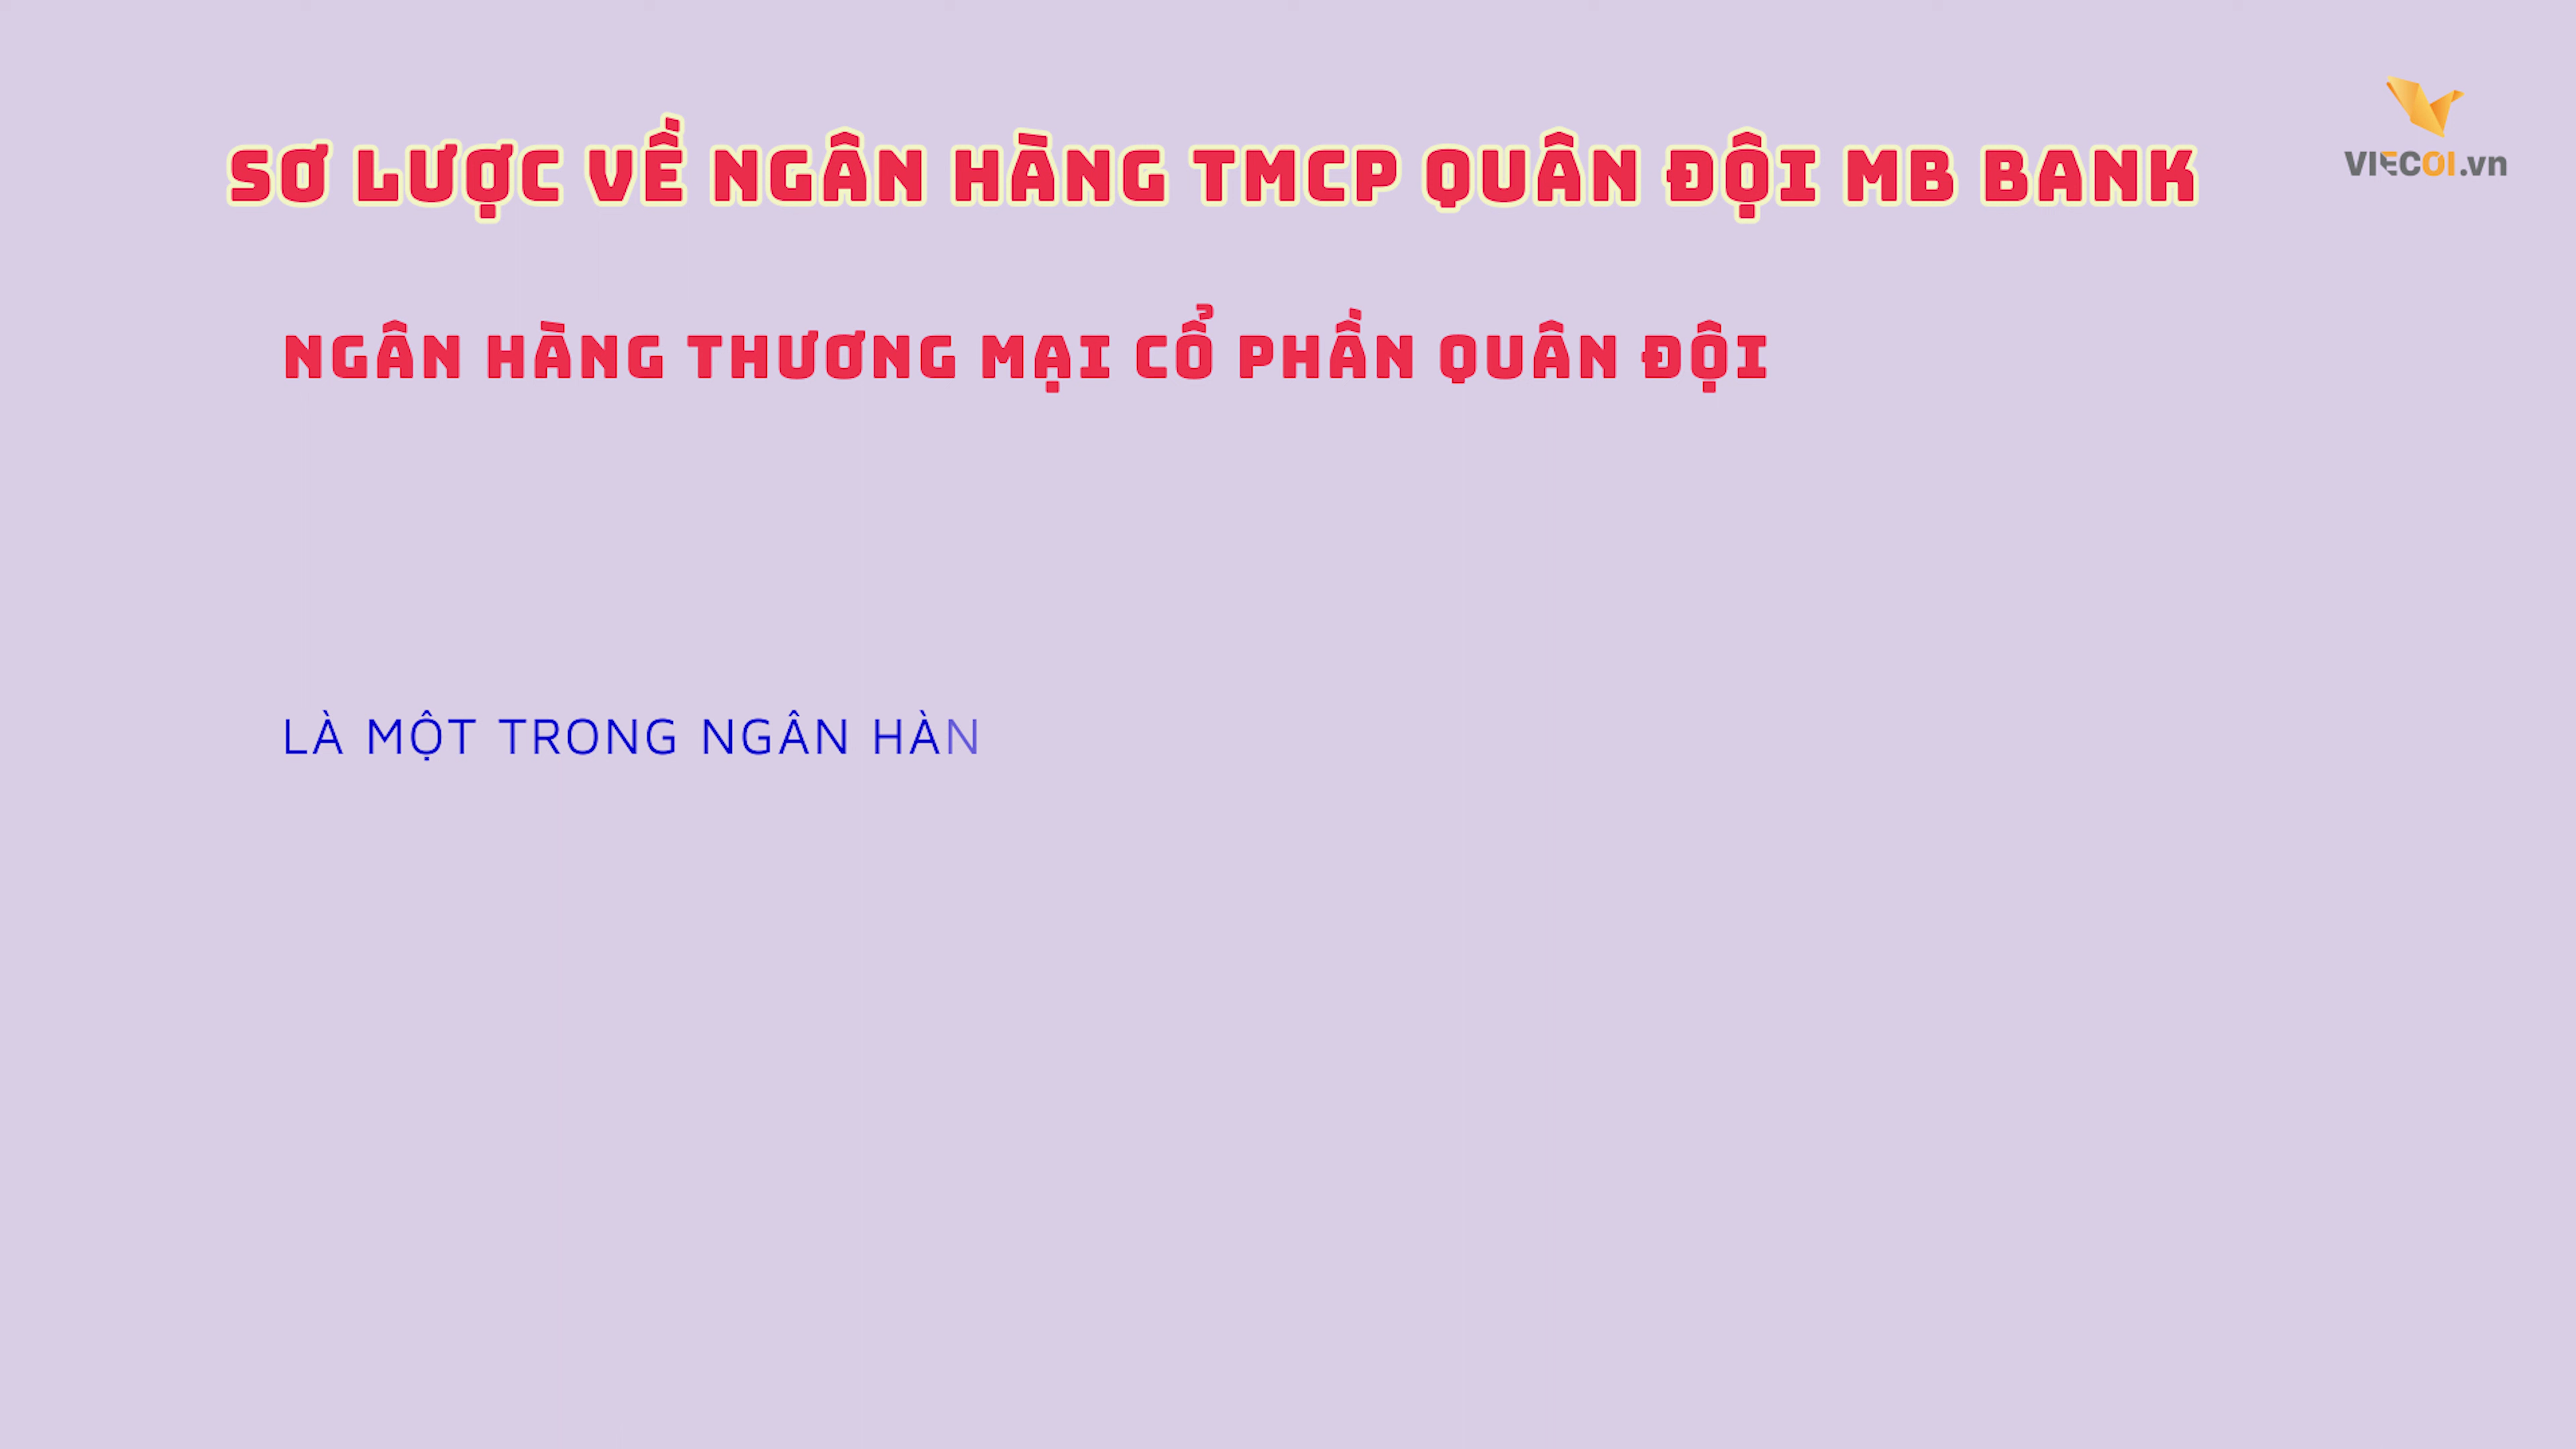 SƠ LƯỢC VỀ NGÂN HÀNG TMCP QUÂN ĐỘI MB BANK
VIECOI.vn
NGÂN HÀNG THƯƠNG MẠI CỔ PHẦN QUÂN ĐỘI
LÀ MỘT TRONG NGÂN HÀN